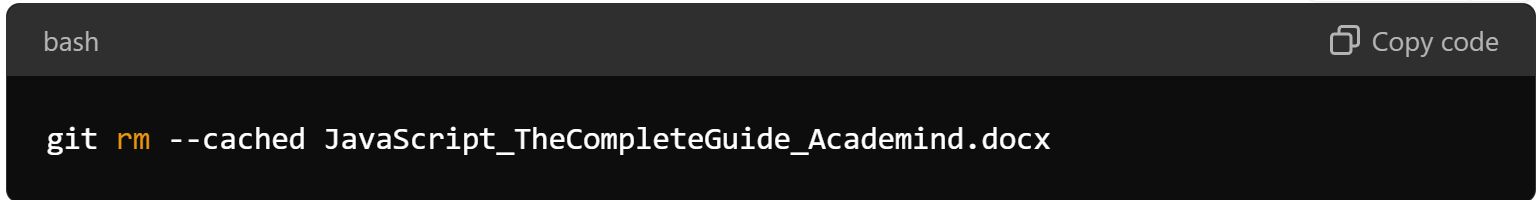 bash
Copy code
git rm --cached JavaScript_TheCompleteGuide_Academind.docx